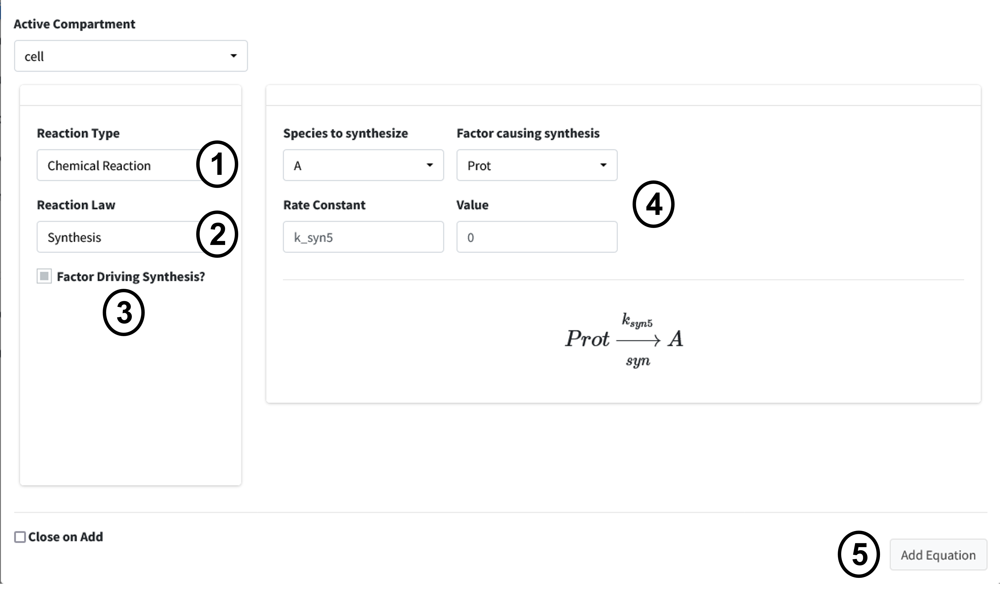 Active Compartment
cell
Reaction Type
Chemical Reaction
1
Reaction Law
Synthesis
2
Factor Driving Synthesis?
3
Species to synthesize Factor causing synthesis
A Prot
Rate Constant Value
k_syn5 0
4
k_{syn5}
Prot ⟶ A
syn
Close on Add
5
Add Equation